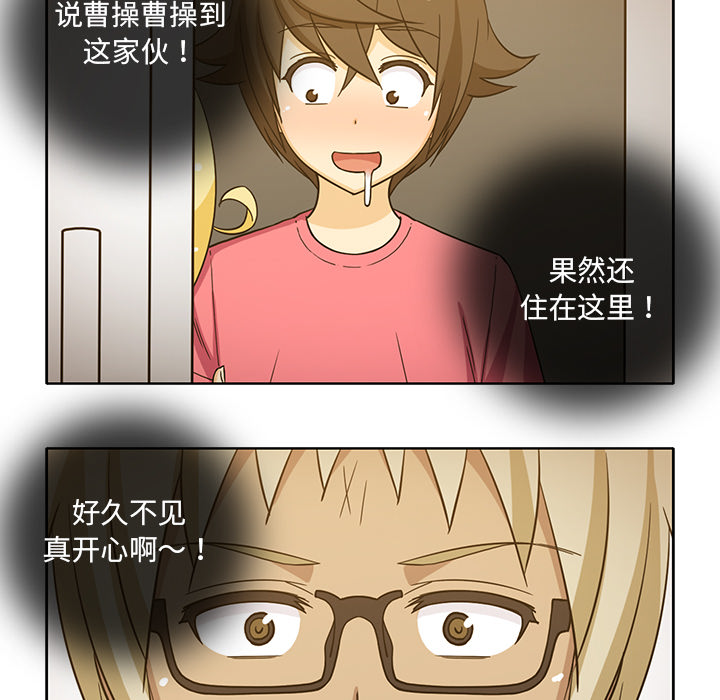 说曹操曹操到
这家伙！
果然还
住在这里！
好久不见
真开心啊～！